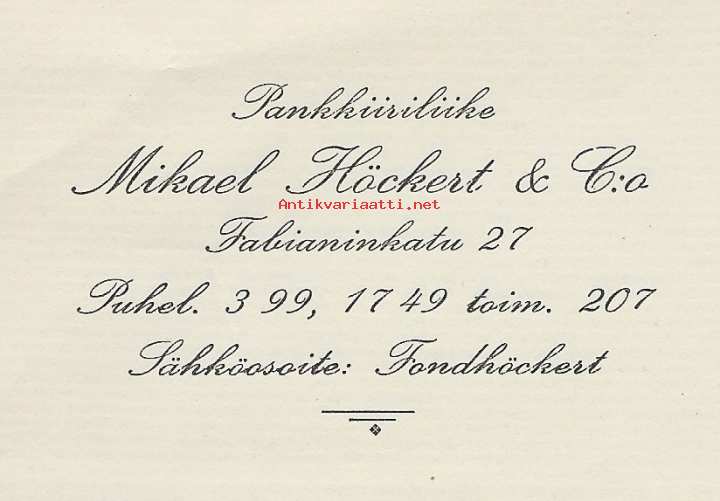 Pankkiiriliike
Mikael Höckert & C:o
Antikvariaatti.net
Fabianinkatu 27
Puhel. 3 99, 17 49 toim. 207
Sähköosoite: Fondhöckert